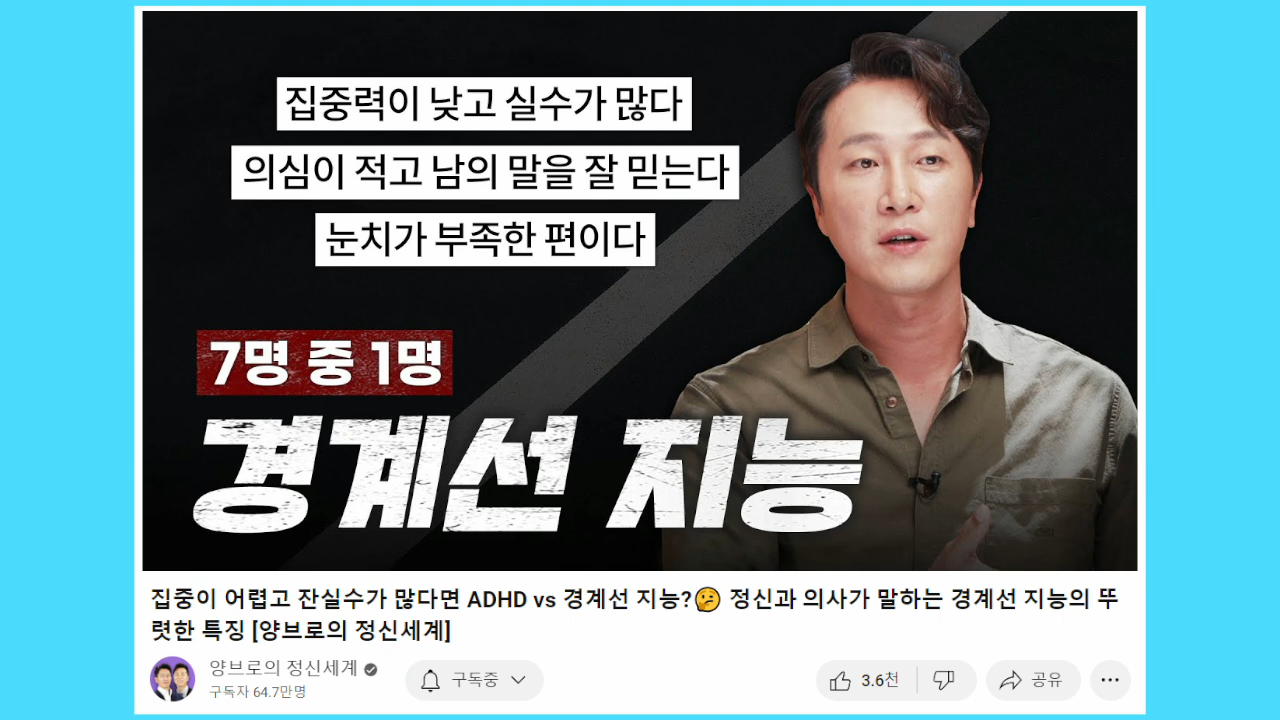 집중력이 낮고 실수가 많다
의심이 적고 남의 말을 잘 믿는다
눈치가 부족한 편이다
7명 중 1명
경계선 지능
집중이 어렵고 잔실수가 많다면 ADHD vs 경계선 지능?🤔 정신과 의사가 말하는 경계선 지능의 뚜
렷한 특징 [양브로의 정신세계]
양브로의 정신세계
구독자 64.7만명
구독중
3.6천
공유